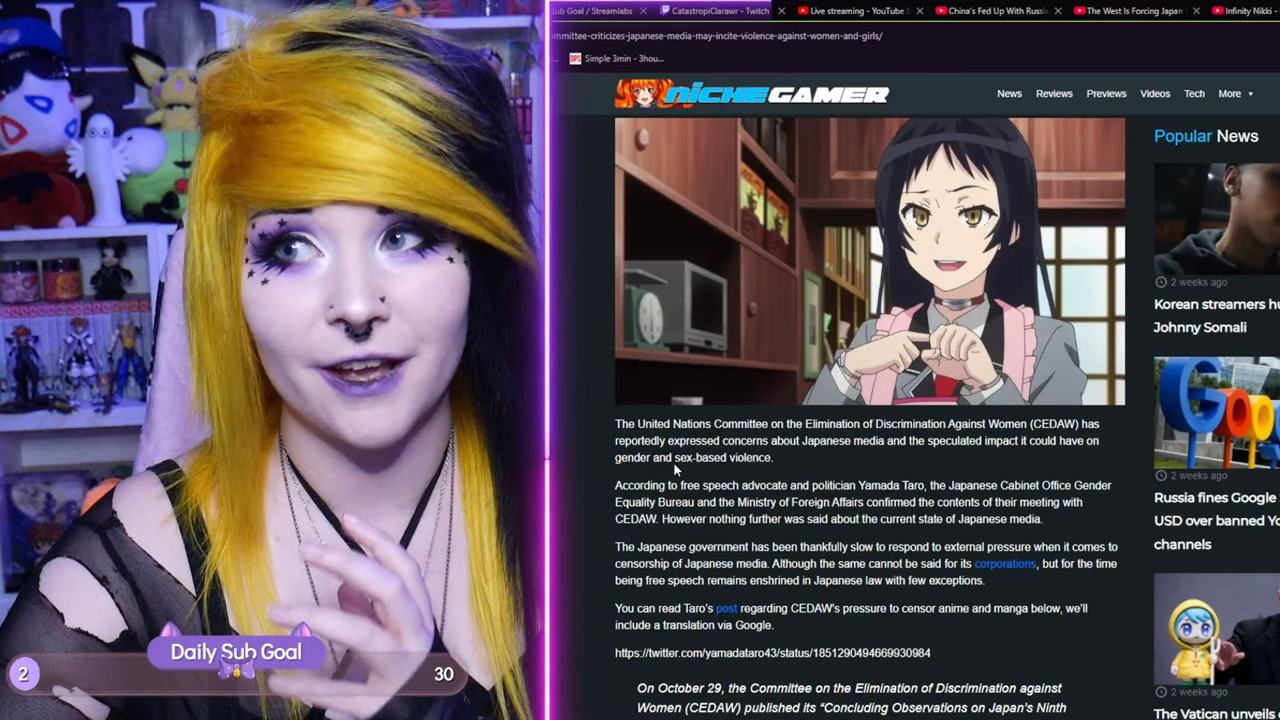 Sub Goal / Streamlabs
CatastropiClarawr - Twitch
Live streaming - YouTube S
China's Fed Up With Russia
The West Is Forcing Japan
Infinity Nikki -
mmittee-criticizes-japanese-media-may-incite-violence-against-women-and-girls/
Simple 3min - 3hou...
NICHEGAMER
News Reviews Previews Videos Tech More
Popular News
2 weeks ago
Korean streamers hu
Johnny Somali
2 weeks ago
Russia fines Google
USD over banned Yo
channels
2 weeks ago
The Vatican unveils
The United Nations Committee on the Elimination of Discrimination Against Women (CEDAW) has
reportedly expressed concerns about Japanese media and the speculated impact it could have on
gender and sex-based violence.
According to free speech advocate and politician Yamada Taro, the Japanese Cabinet Office Gender
Equality Bureau and the Ministry of Foreign Affairs confirmed the contents of their meeting with
CEDAW. However nothing further was said about the current state of Japanese media.
The Japanese government has been thankfully slow to respond to external pressure when it comes to
censorship of Japanese media. Although the same cannot be said for its corporations, but for the time
being free speech remains enshrined in Japanese law with few exceptions.
You can read Taro's post regarding CEDAW's pressure to censor anime and manga below, we'll
include a translation via Google.
https://twitter.com/yamadataro43/status/1851290494669930984
On October 29, the Committee on the Elimination of Discrimination against
Women (CEDAW) published its "Concluding Observations on Japan's Ninth
Daily Sub Goal
2
30